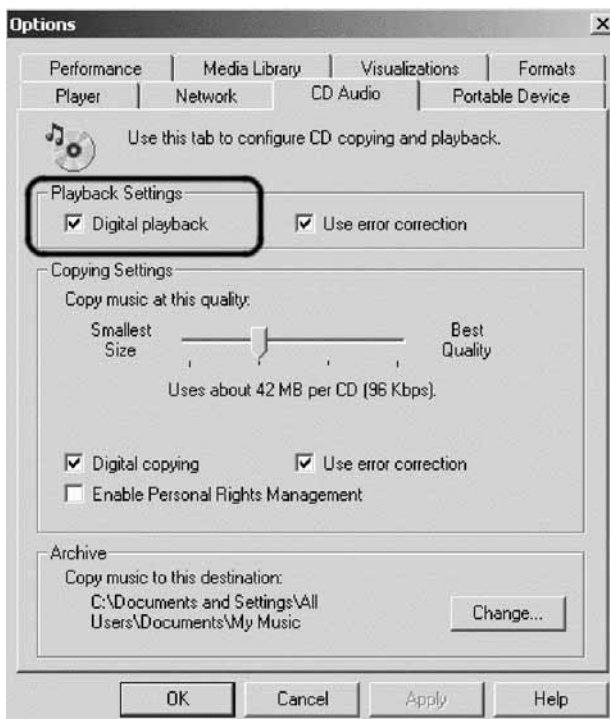 Options
Performance Media Library Visualizations Formats
Player Network CD Audio Portable Device
Use this tab to configure CD copying and playback.
Playback Settings
Digital playback Use error correction
Copying Settings
Copy music at this quality:
Smallest Size Best Quality
Uses about 42 MB per CD (96 Kbps).
Digital copying Use error correction
Enable Personal Rights Management
Archive
Copy music to this destination:
C:\Documents and Settings\All
Users\Documents\My Music
Change...
OK Cancel Apply Help